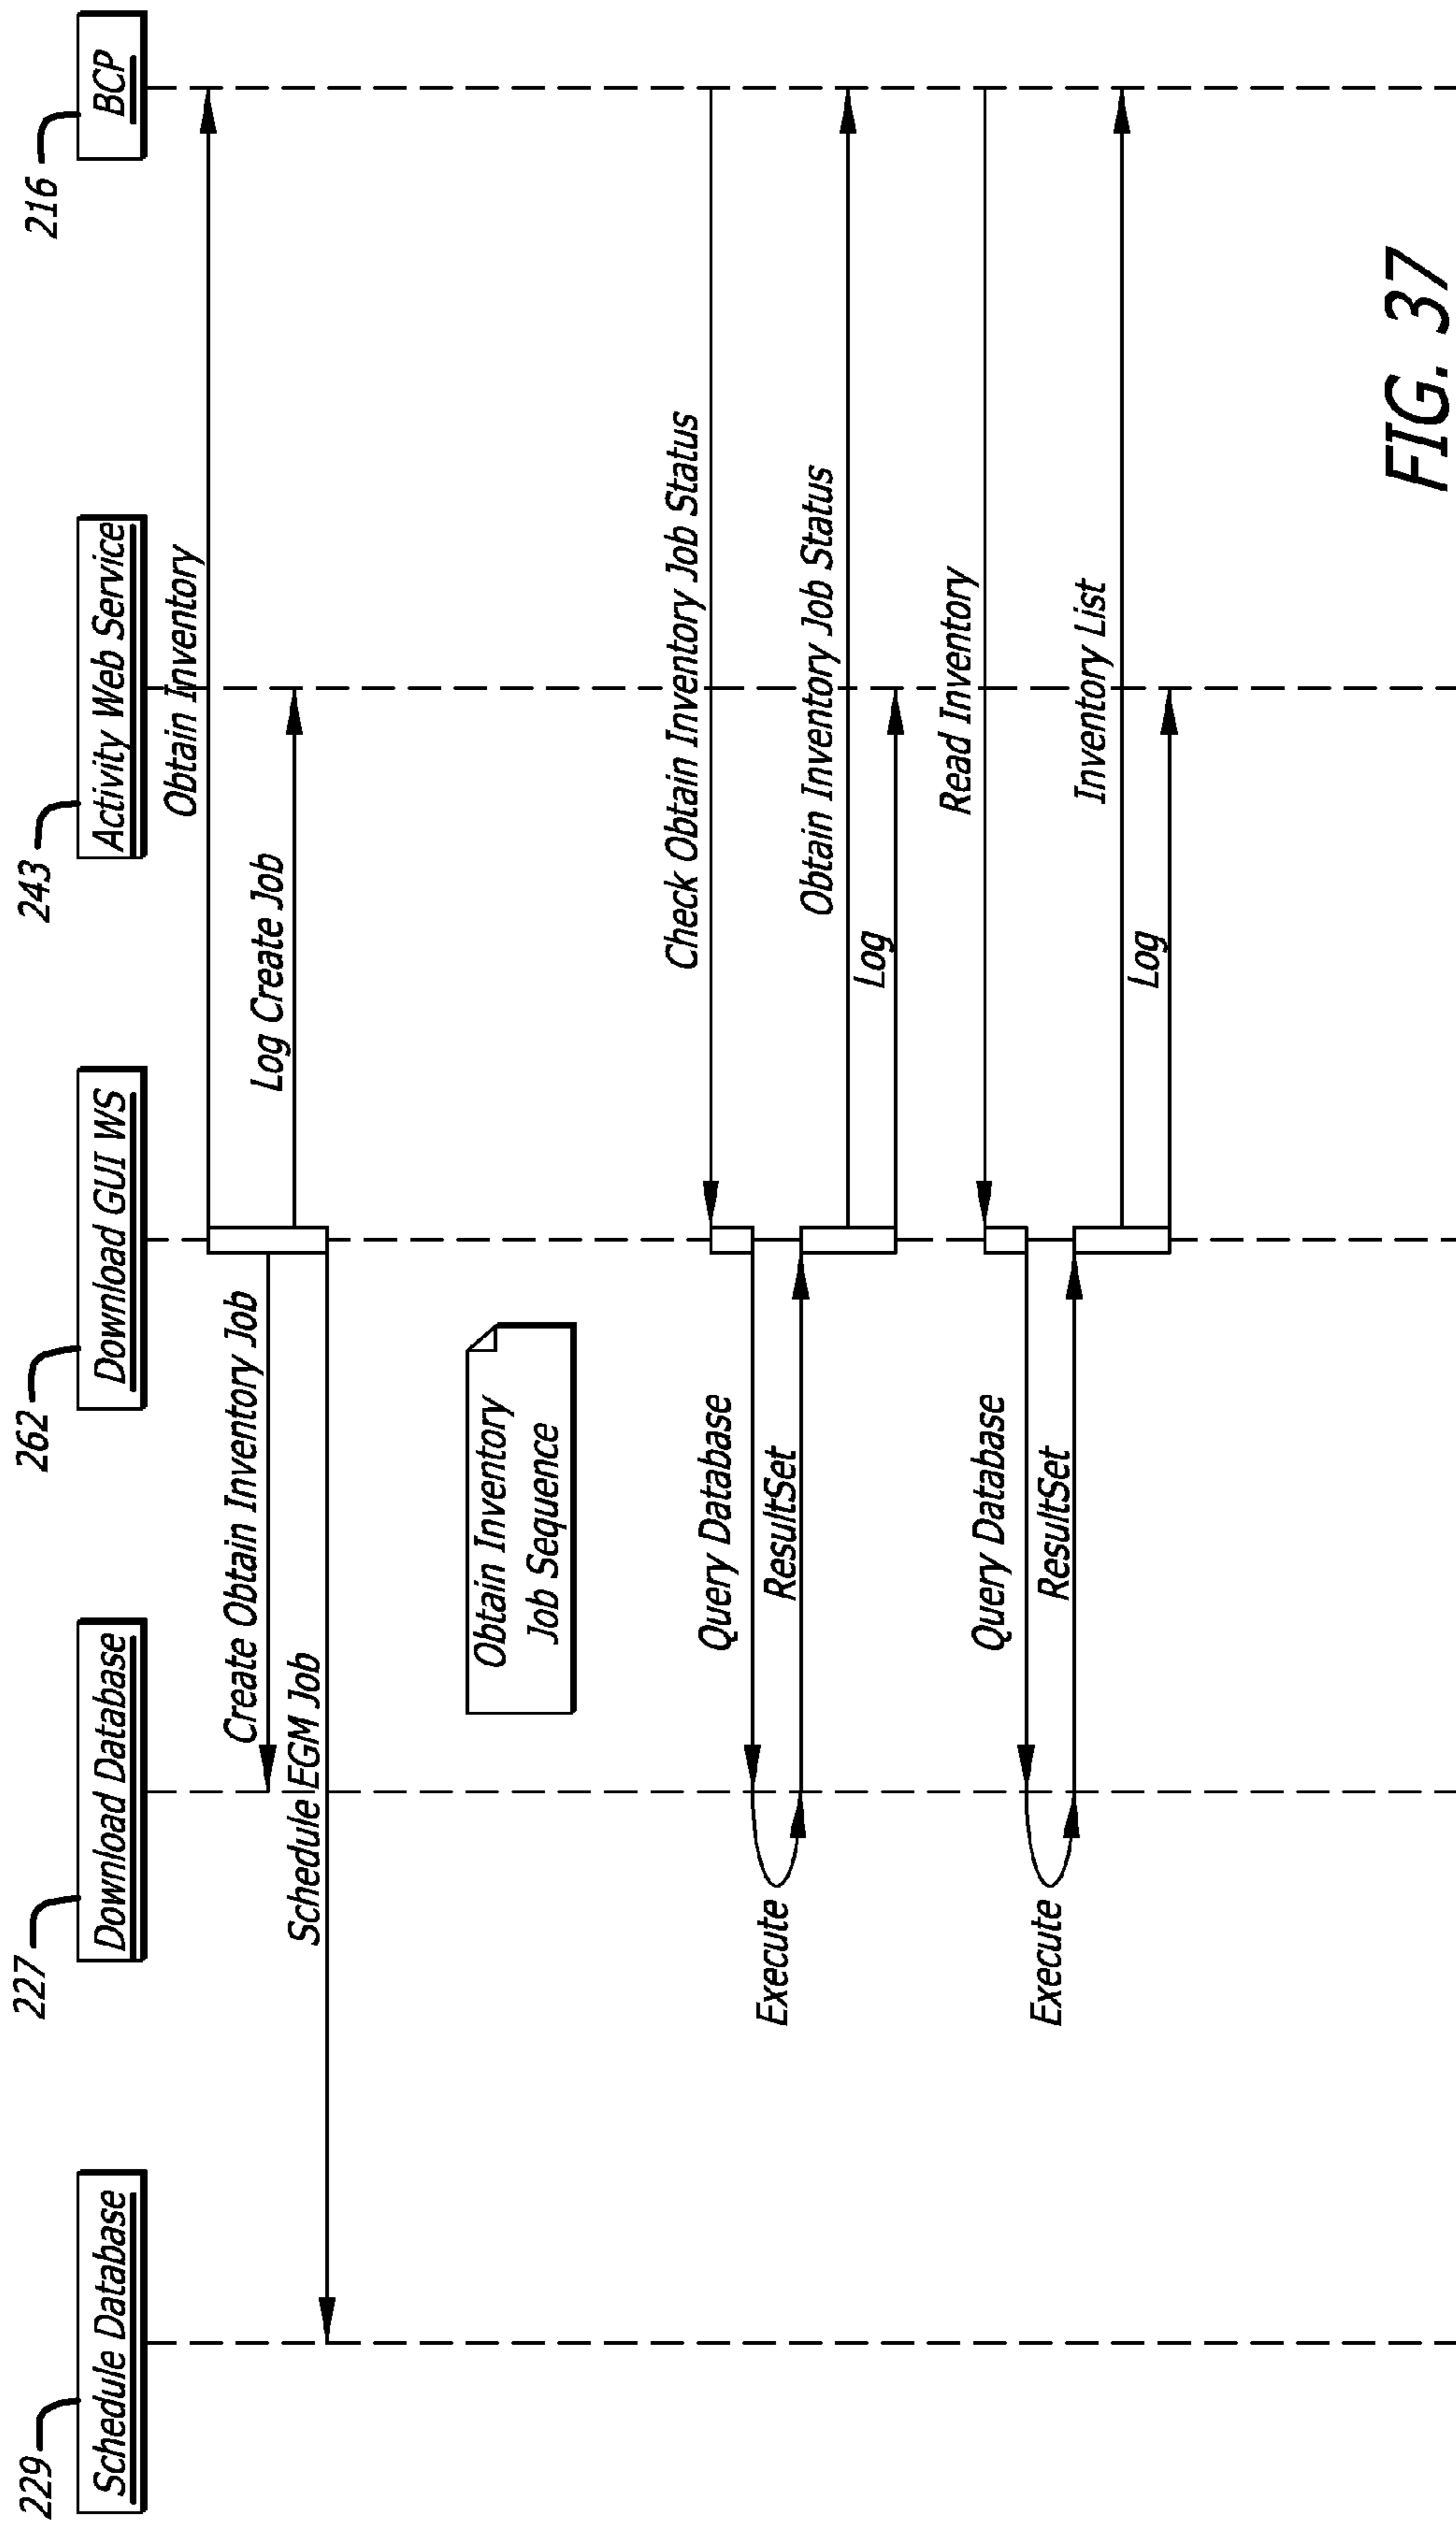 229
227
262
243
216
Schedule Database
Download Database
Download GUI WS
Activity Web Service
BCP
Obtain Inventory
Create Obtain Inventory Job
Log Create Job
Schedule EGM Job
Obtain Inventory
Job Sequence
Check Obtain Inventory Job Status
Query Database
Execute
ResultSet
Obtain Inventory Job Status
Log
Read Inventory
Query Database
Execute
ResultSet
Inventory List
Log
FIG. 37